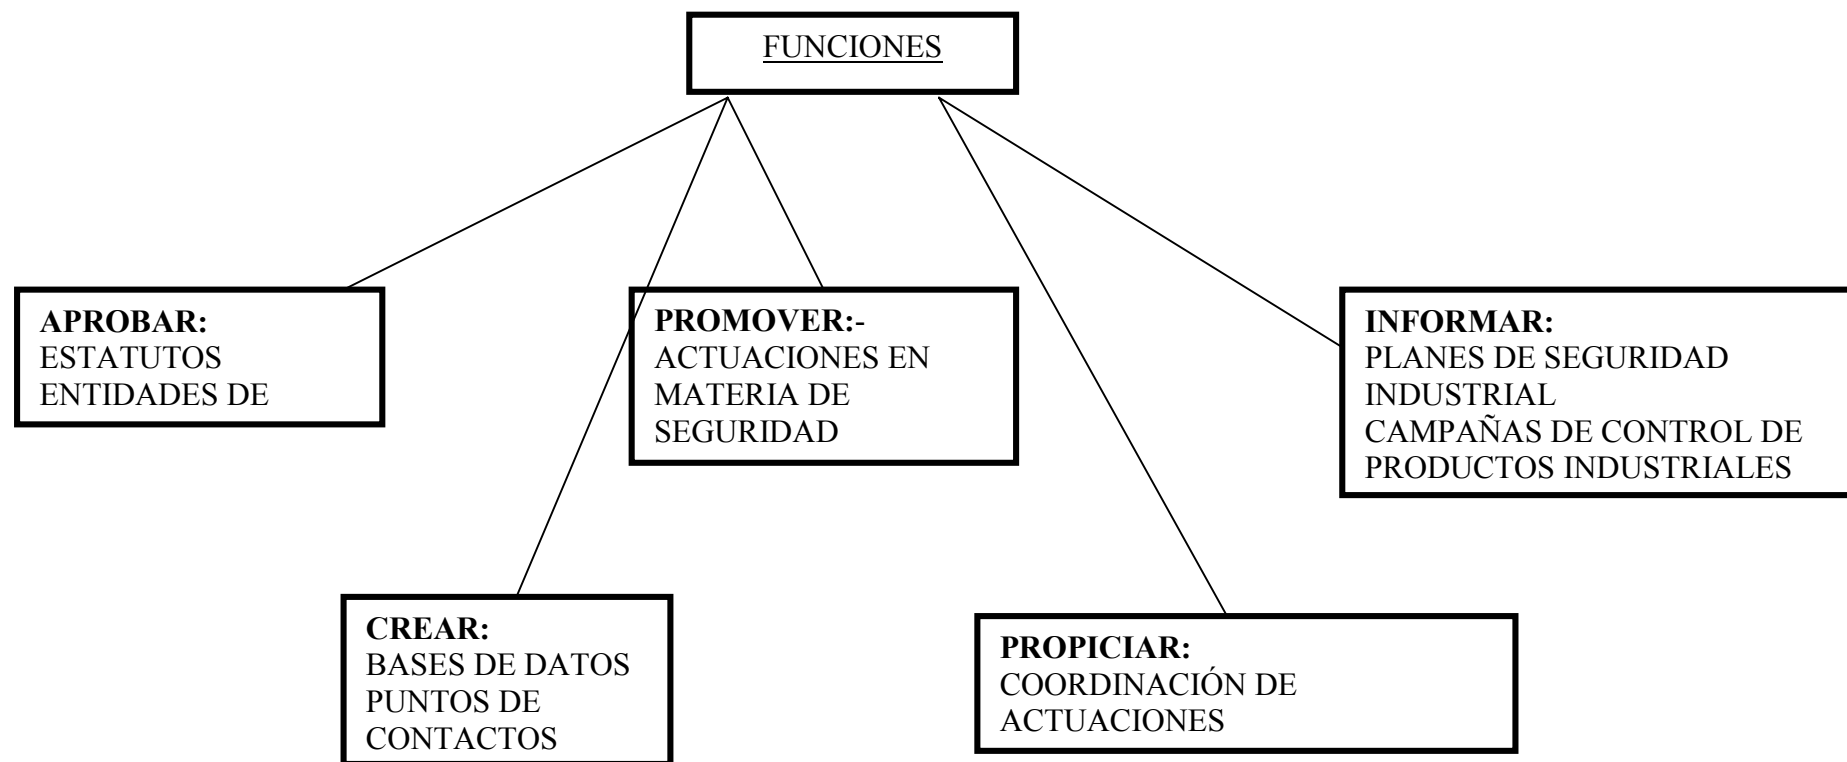 FUNCIONES
APROBAR:
ESTATUTOS
ENTIDADES DE
PROMOVER:-
ACTUACIONES EN
MATERIA DE
SEGURIDAD
INFORMAR:
PLANES DE SEGURIDAD
INDUSTRIAL
CAMPAÑAS DE CONTROL DE
PRODUCTOS INDUSTRIALES
CREAR:
BASES DE DATOS
PUNTOS DE
CONTACTOS
PROPICIAR:
COORDINACIÓN DE
ACTUACIONES